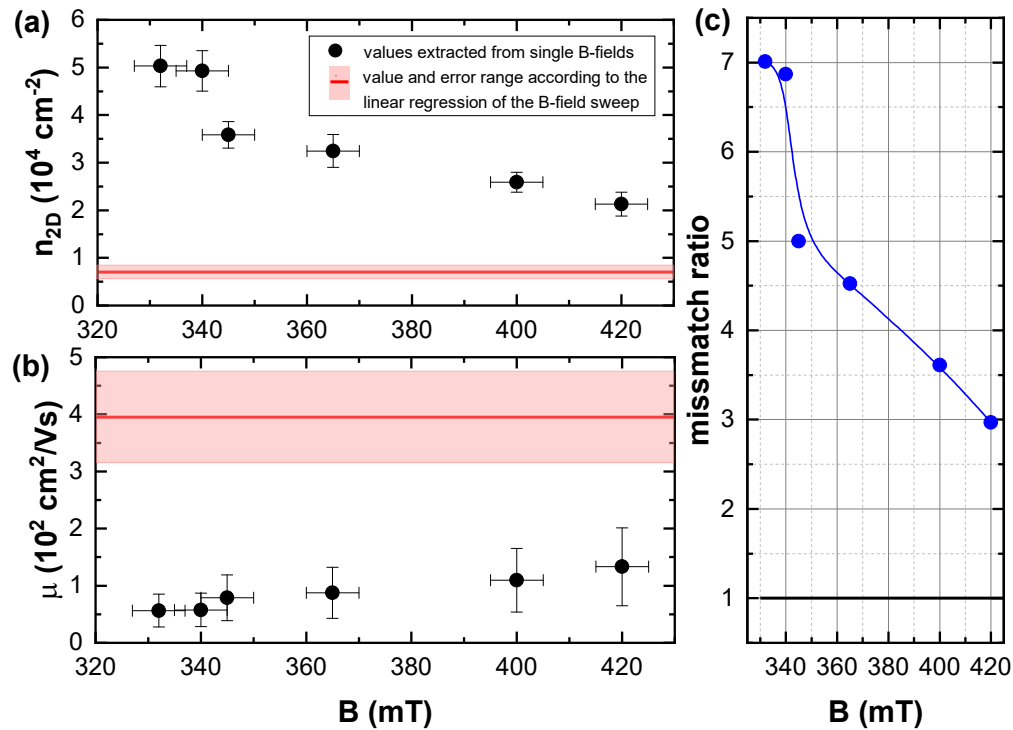 (a)
n2D (10^4 cm^-2)
6
5
4
3
2
1
0
values extracted from single B-fields
value and error range according to the
linear regression of the B-field sweep
320 340 360 380 400 420
(b)
μ (10^2 cm^2/Vs)
5
4
3
2
1
0
320 340 360 380 400 420
B (mT)
(c)
missmatch ratio
7
6
5
4
3
2
1
340 360 380 400 420
B (mT)